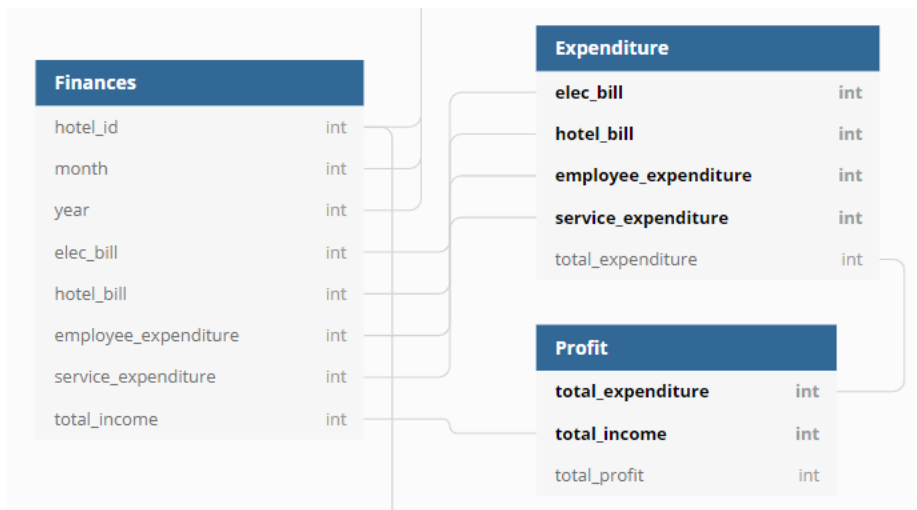 Finances
hotel_id int
month int
year int
elec_bill int
hotel_bill int
employee_expenditure int
service_expenditure int
total_income int
Expenditure
elec_bill int
hotel_bill int
employee_expenditure int
service_expenditure int
total_expenditure int
Profit
total_expenditure int
total_income int
total_profit int